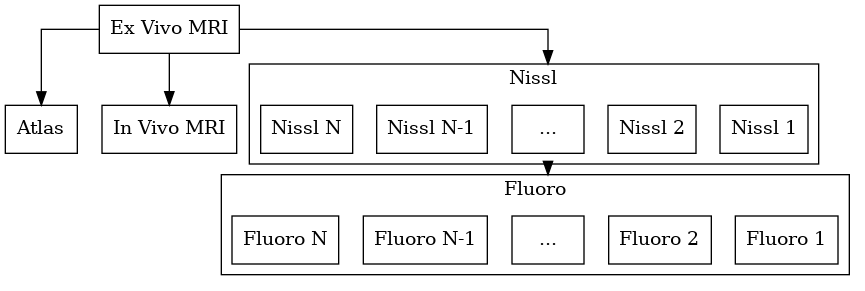 Ex Vivo MRI
Nissl
Atlas
In Vivo MRI
Nissl N
Nissl N-1
...
Nissl 2
Nissl 1
Fluoro
Fluoro N
Fluoro N-1
...
Fluoro 2
Fluoro 1